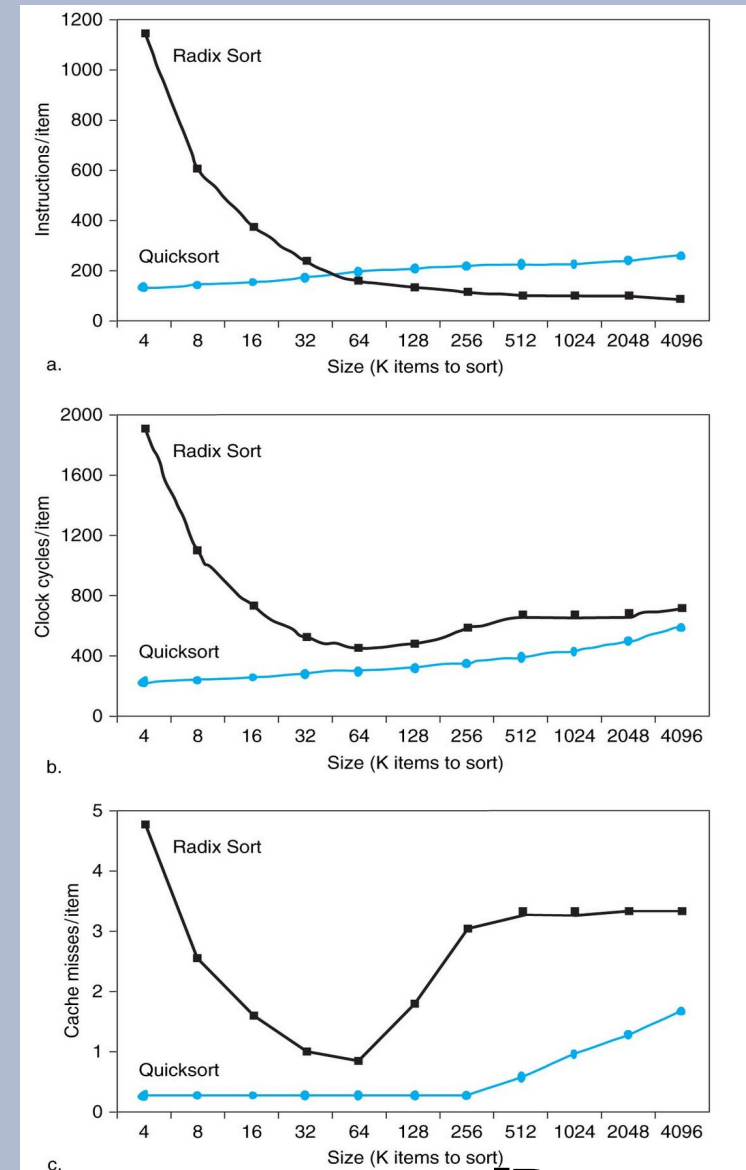 1200
1000
800
600
400
200
0
Instructions/item
Radix Sort
Quicksort
4 8 16 32 64 128 256 512 1024 2048 4096
Size (K items to sort)
a.
2000
1600
1200
800
400
0
Clock cycles/item
Radix Sort
Quicksort
4 8 16 32 64 128 256 512 1024 2048 4096
Size (K items to sort)
b.
5
4
3
2
1
0
Cache misses/item
Radix Sort
Quicksort
4 8 16 32 64 128 256 512 1024 2048 4096
Size (K items to sort)
c.